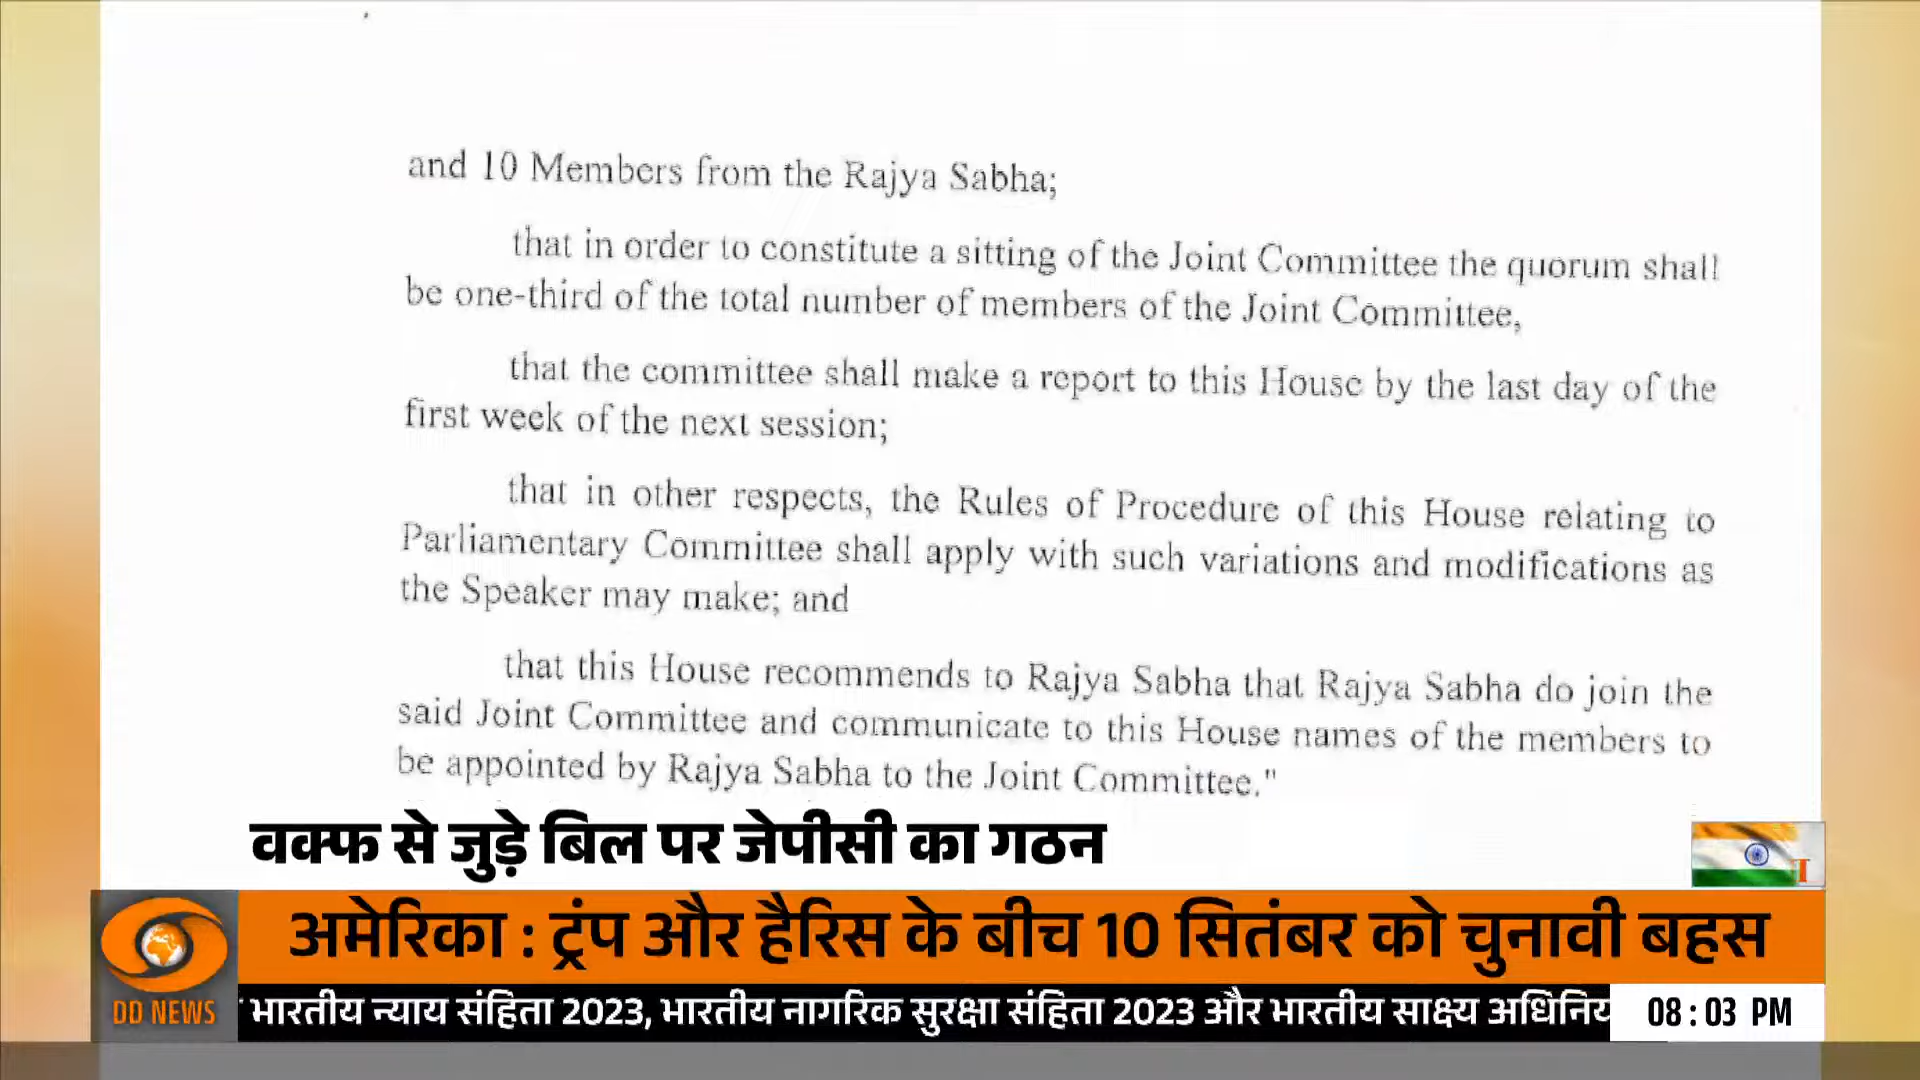 and 10 Members from the Rajya Sabha;
that in order to constitute a sitting of the Joint Committee the quorum shall
be one-third of the total number of members of the Joint Committee,
that the committee shall make a report to this House by the last day of the
first week of the next session;
that in other respects, the Rules of Procedure of this House relating to
Parliamentary Committee shall apply with such variations and modifications as
the Speaker may make; and
that this House recommends to Rajya Sabha that Rajya Sabha do join the
said Joint Committee and communicate to this House names of the members to
be appointed by Rajya Sabha to the Joint Committee."
वक्फ से जुड़े बिल पर जेपीसी का गठन
अमेरिका : ट्रंप और हैरिस के बीच 10 सितंबर को चुनावी बहस
DD NEWS
भारतीय न्याय संहिता 2023, भारतीय नागरिक सुरक्षा संहिता 2023 और भारतीय साक्ष्य
08:03 PM